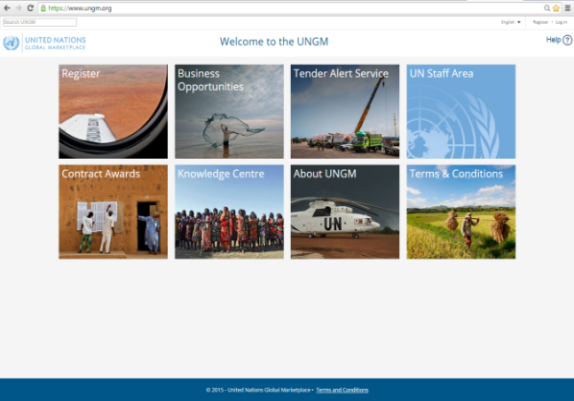 https://www.ungm.org
Search UNGM
English
Register · Log in
UNITED NATIONS
GLOBAL MARKETPLACE
Welcome to the UNGM
Help ?
Register
Business
Opportunities
Tender Alert Service
UN Staff Area
Contract Awards
Knowledge Centre
About UNGM
UN
Terms & Conditions
© 2015 - United Nations Global Marketplace • Terms and Conditions